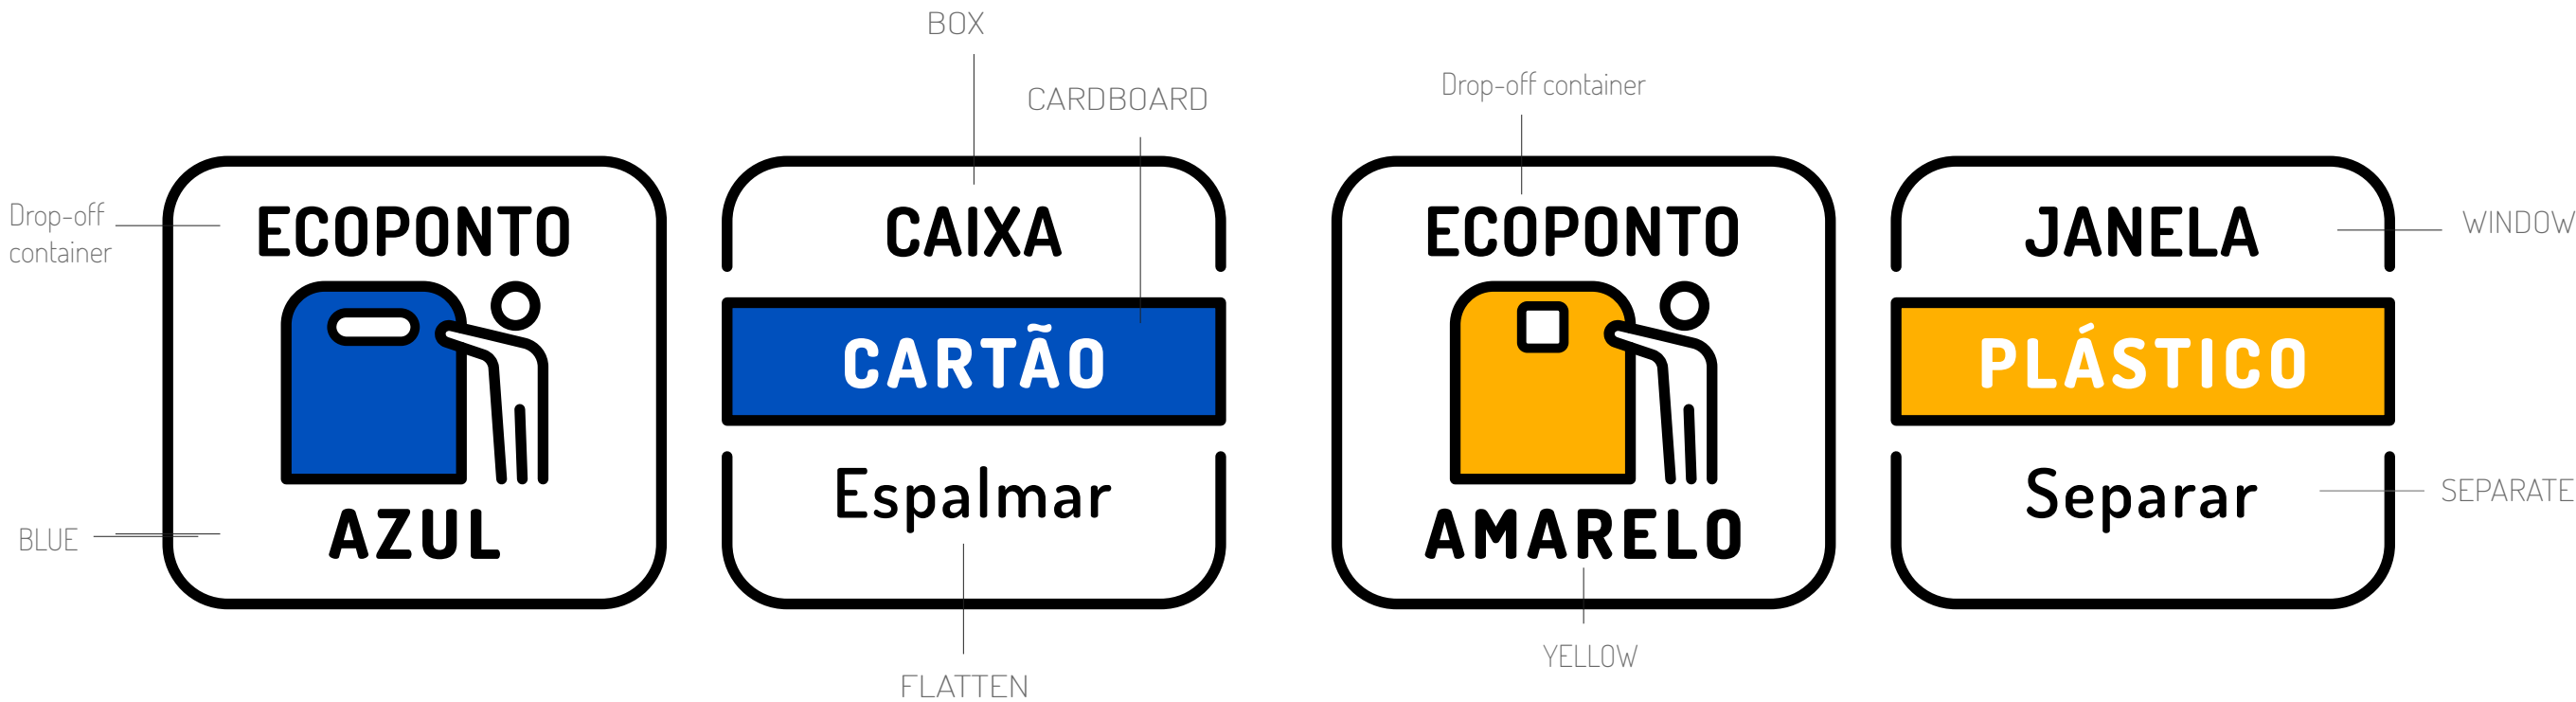 BOX
CARDBOARD
Drop-off
container
ECOPONTO
AZUL
BLUE
CAIXA
CARTÃO
Espalmar
FLATTEN
Drop-off container
ECOPONTO
AMARELO
YELLOW
JANELA
WINDOW
PLÁSTICO
Separar
SEPARATE